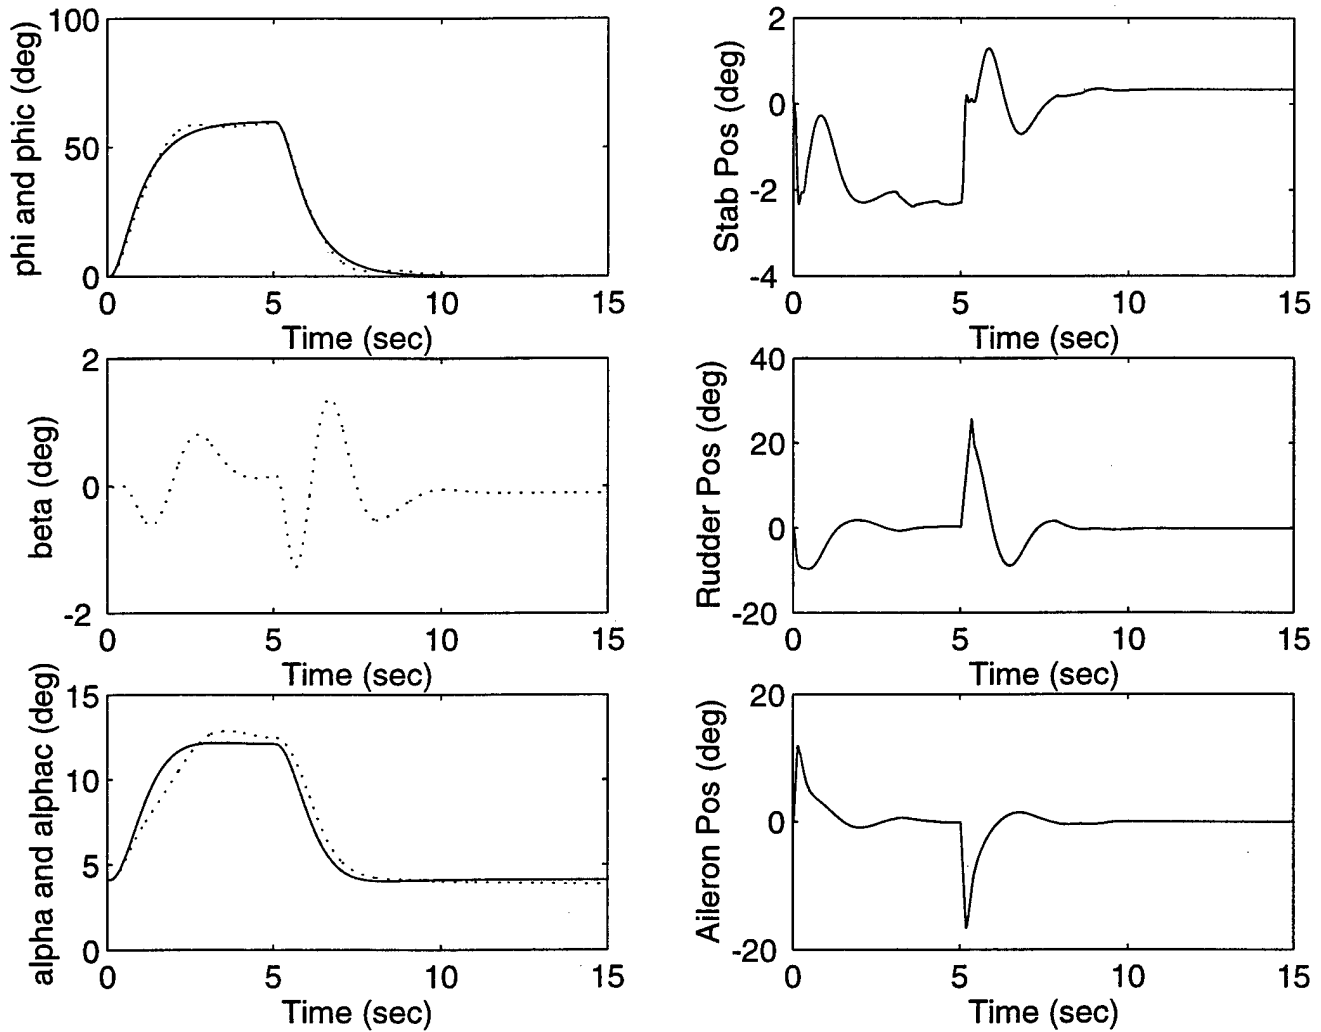 phi and phic (deg)
100
50
0
0 5 10 15
Time (sec)
Stab Pos (deg)
2
0
-2
-4
0 5 10 15
Time (sec)
beta (deg)
2
0
-2
0 5 10 15
Time (sec)
Rudder Pos (deg)
40
20
0
-20
0 5 10 15
Time (sec)
alpha and alphac (deg)
15
10
5
0
0 5 10 15
Time (sec)
Aileron Pos (deg)
20
0
-20
0 5 10 15
Time (sec)